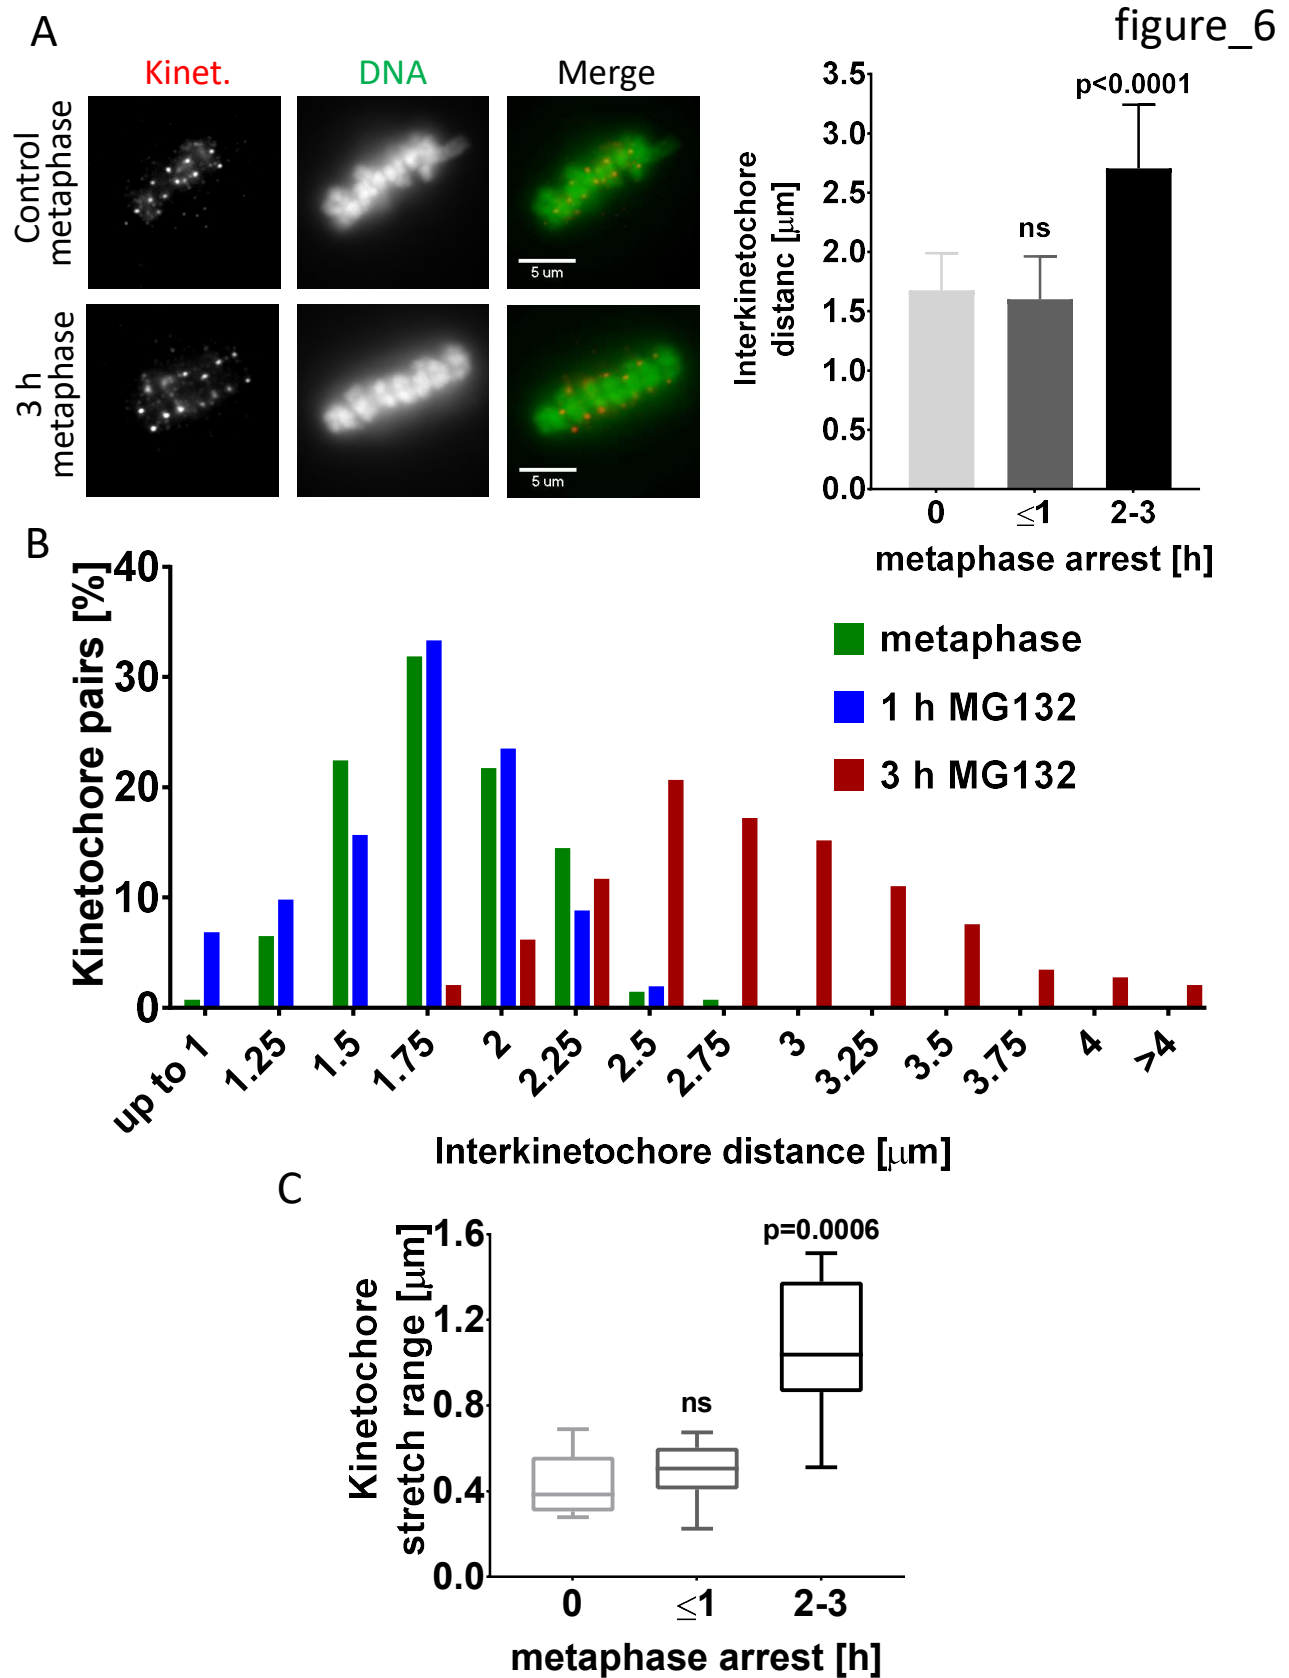 figure_6
A
Kinet.
DNA
Merge
Control
metaphase
5 um
3 h
metaphase
5 um
Interkinetochore
distanc [μm]
3.5
3.0
2.5
2.0
1.5
1.0
0.5
0.0
p<0.0001
ns
0
≤1
2-3
metaphase arrest [h]
B
Kinetochore pairs [%]
40
30
20
10
0
metaphase
1 h MG132
3 h MG132
up to 1
1.25
1.5
1.75
2
2.25
2.5
2.75
3
3.25
3.5
3.75
4
>4
Interkinetochore distance [μm]
C
Kinetochore
stretch range [μm]
1.6
1.2
0.8
0.4
0.0
p=0.0006
ns
0
≤1
2-3
metaphase arrest [h]